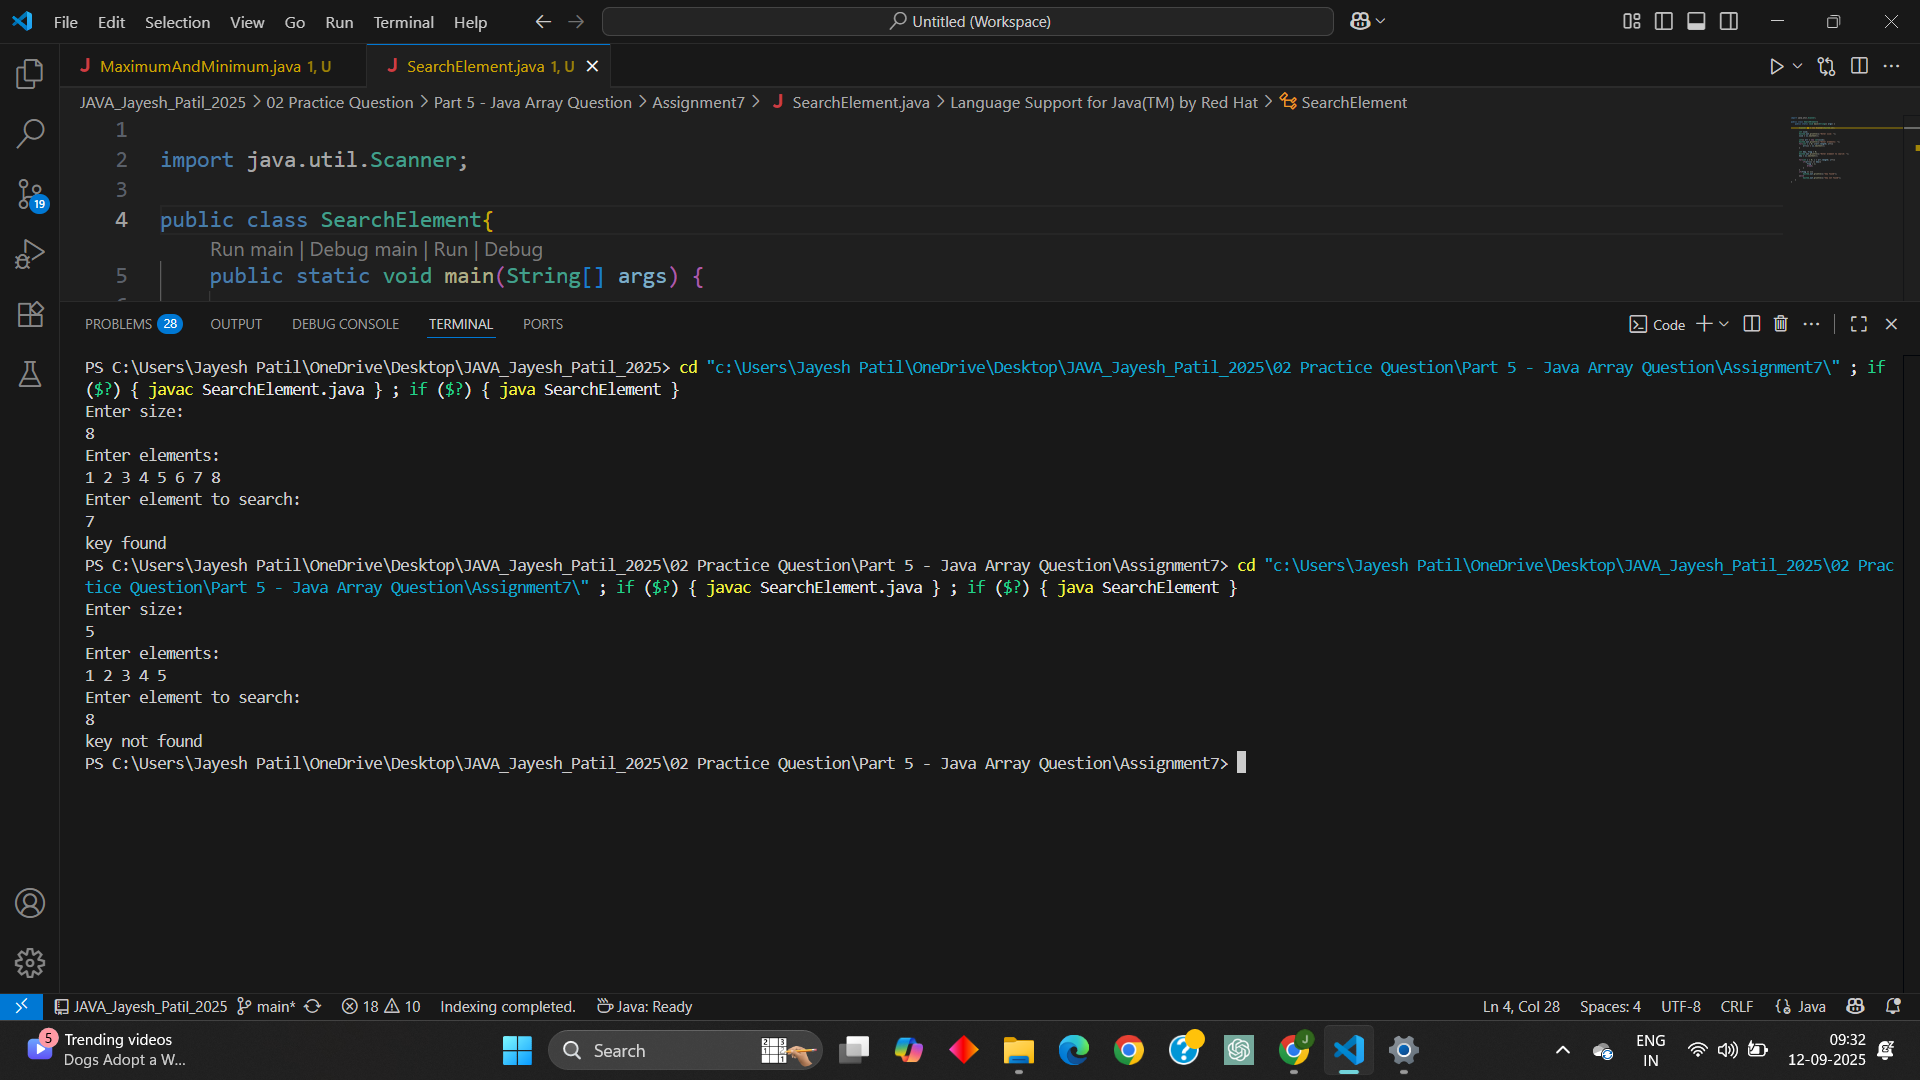 File Edit Selection View Go Run Terminal Help
Untitled (Workspace)
MaximumAndMinimum.java 1, U
SearchElement.java 1, U
JAVA_Jayesh_Patil_2025 > 02 Practice Question > Part 5 - Java Array Question > Assignment7 > J SearchElement.java > Language Support for Java(TM) by Red Hat > SearchElement
1
2 import java.util.Scanner;
3
4 public class SearchElement{
Run main | Debug main | Run | Debug
5 public static void main(String[] args) {
PROBLEMS 28 OUTPUT DEBUG CONSOLE TERMINAL PORTS
Code
PS C:\Users\Jayesh Patil\OneDrive\Desktop\JAVA_Jayesh_Patil_2025> cd "c:\Users\Jayesh Patil\OneDrive\Desktop\JAVA_Jayesh_Patil_2025\02 Practice Question\Part 5 - Java Array Question\Assignment7\" ; if
($?) { javac SearchElement.java } ; if ($?) { java SearchElement }
Enter size:
8
Enter elements:
1 2 3 4 5 6 7 8
Enter element to search:
7
key found
PS C:\Users\Jayesh Patil\OneDrive\Desktop\JAVA_Jayesh_Patil_2025\02 Practice Question\Part 5 - Java Array Question\Assignment7> cd "c:\Users\Jayesh Patil\OneDrive\Desktop\JAVA_Jayesh_Patil_2025\02 Prac
tice Question\Part 5 - Java Array Question\Assignment7\" ; if ($?) { javac SearchElement.java } ; if ($?) { java SearchElement }
Enter size:
5
Enter elements:
1 2 3 4 5
Enter element to search:
8
key not found
PS C:\Users\Jayesh Patil\OneDrive\Desktop\JAVA_Jayesh_Patil_2025\02 Practice Question\Part 5 - Java Array Question\Assignment7>
19
JAVA_Jayesh_Patil_2025 main* 18 10 Indexing completed. Java: Ready
Ln 4, Col 28 Spaces: 4 UTF-8 CRLF Java
5 Trending videos
Dogs Adopt a W...
Search
ENG
IN
09:32
12-09-2025